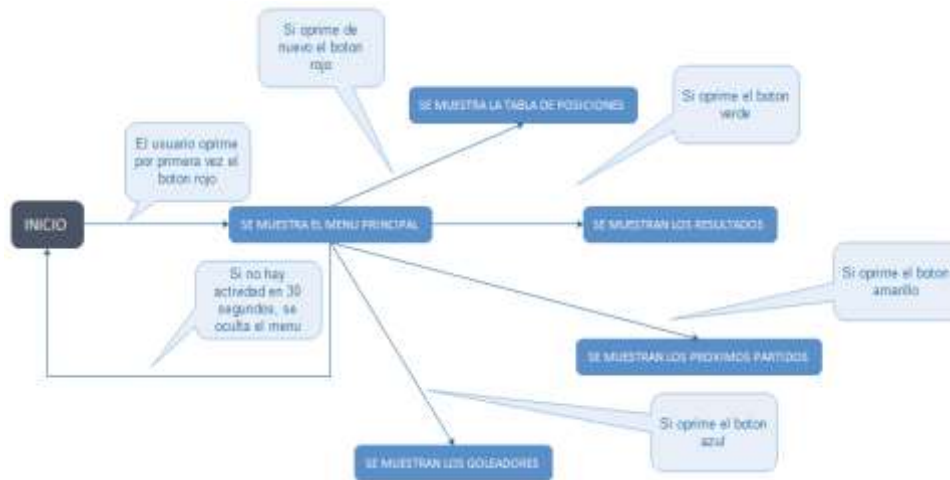 Si oprime de
nuevo el boton
rojo
SE MUESTRA LA TABLA DE POSICIONES
Si oprime el boton
verde
El usuario oprime
por primera vez el
boton rojo
INICIO
SE MUESTRA EL MENU PRINCIPAL
SE MUESTRAN LOS RESULTADOS
Si no hay
actividad en 30
segundos, se
oculta el menu
Si oprime el boton
amarillo
SE MUESTRAN LOS PROXIMOS PARTIDOS
Si oprime el boton
azul
SE MUESTRAN LOS GOLEADORES